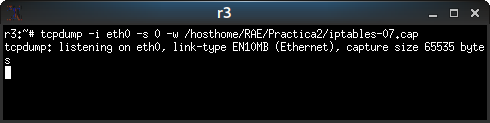 r3
r3:~# tcpdump -i eth0 -s 0 -w /hosthome/RAE/Practica2/iptables-07.cap
tcpdump: listening on eth0, link-type EN10MB (Ethernet), capture size 65535 byte
s